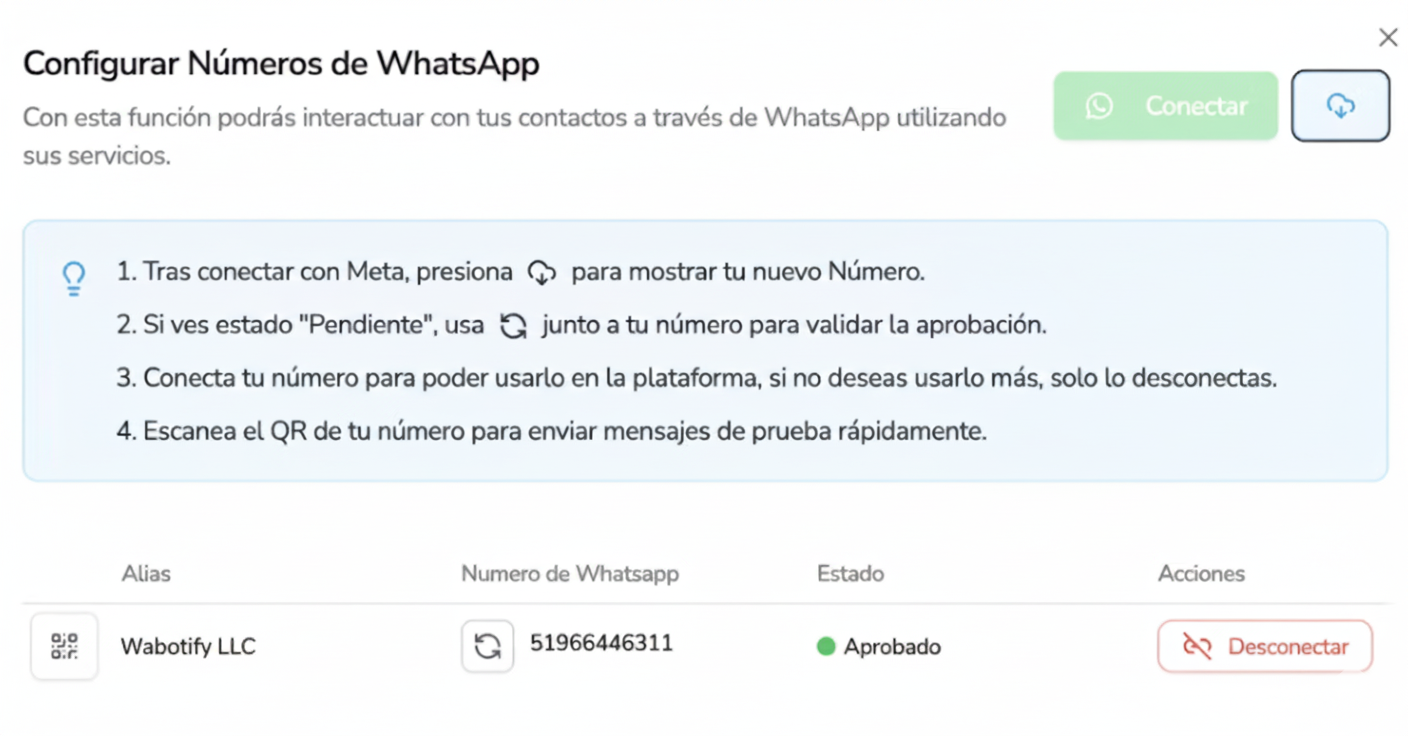 Configurar Números de WhatsApp
Con esta función podrás interactuar con tus contactos a través de WhatsApp utilizando
sus servicios.
Conectar
1. Tras conectar con Meta, presiona para mostrar tu nuevo Número.
2. Si ves estado "Pendiente", usa junto a tu número para validar la aprobación.
3. Conecta tu número para poder usarlo en la plataforma, si no deseas usarlo más, solo lo desconectas.
4. Escanea el QR de tu número para enviar mensajes de prueba rápidamente.
Alias Numero de Whatsapp Estado Acciones
Wabotify LLC 51966446311 Aprobado Desconectar